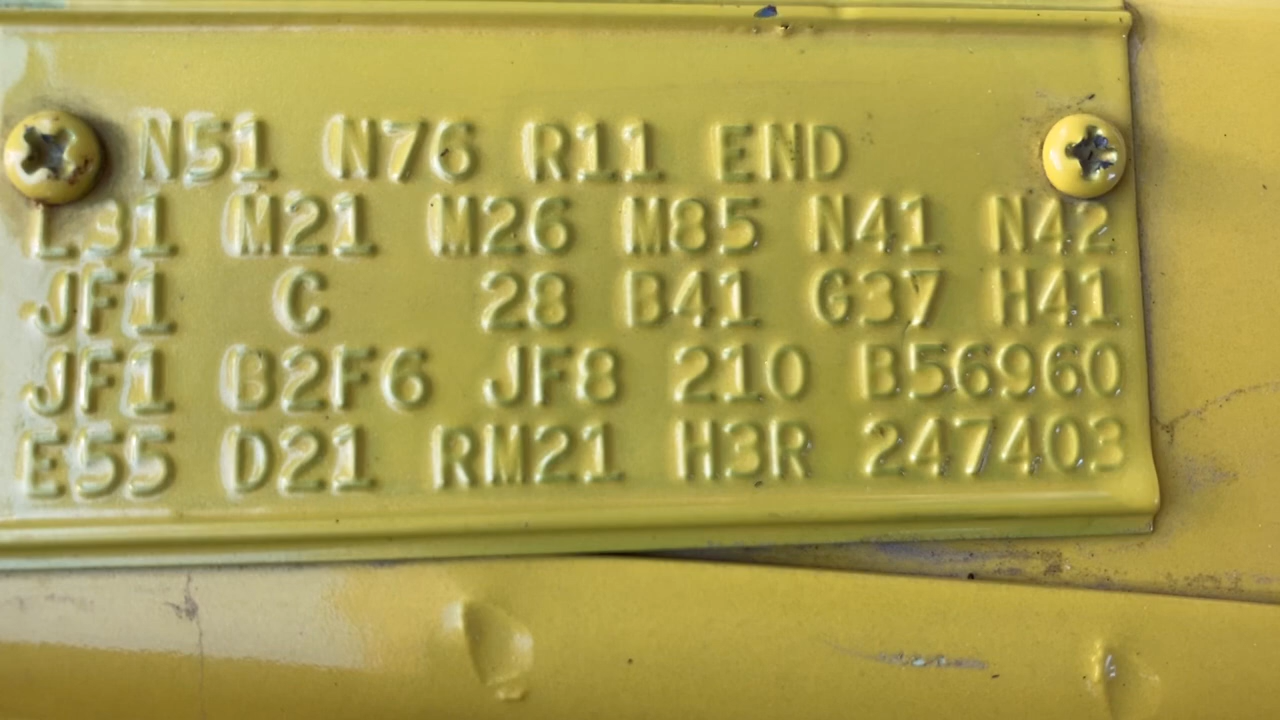 N51 N76 R11 END
L31 M21 M26 M85 N41 N42
JF1 C 28 B41 G37 H41
JF1 B2F6 JF8 210 B56960
E55 D21 RM21 H3R 247403